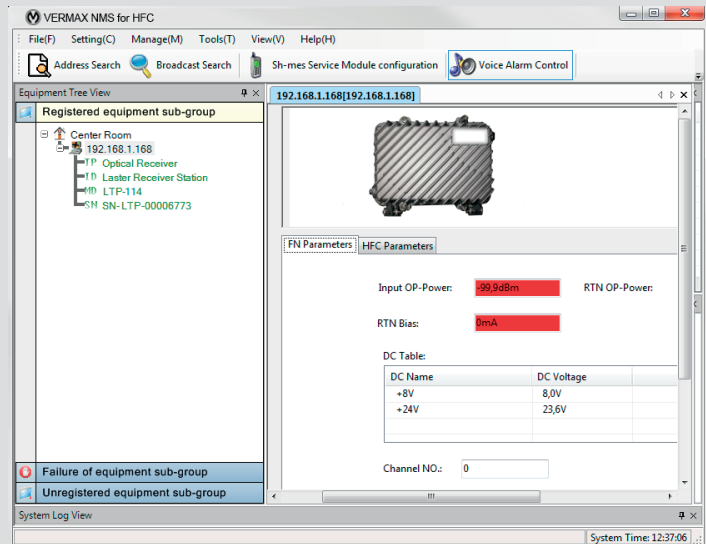 VERMAX NMS for HFC
File(F) Setting(C) Manage(M) Tools(T) View(V) Help(H)
Address Search Broadcast Search Sh-mes Service Module configuration Voice Alarm Control
Equipment Tree View
192.168.1.168[192.168.1.168]
Registered equipment sub-group
Center Room
192.168.1.168
TP Optical Receiver
ID Laster Receiver Station
MD LTP-114
SN SN-LTP-00006773
FN Parameters HFC Parameters
Input OP-Power: -99,9dBm RTN OP-Power:
RTN Bias: 0mA
DC Table:
DC Name DC Voltage
+8V 8,0V
+24V 23,6V
Channel NO.: 0
Failure of equipment sub-group
Unregistered equipment sub-group
System Log View
System Time: 12:37:06